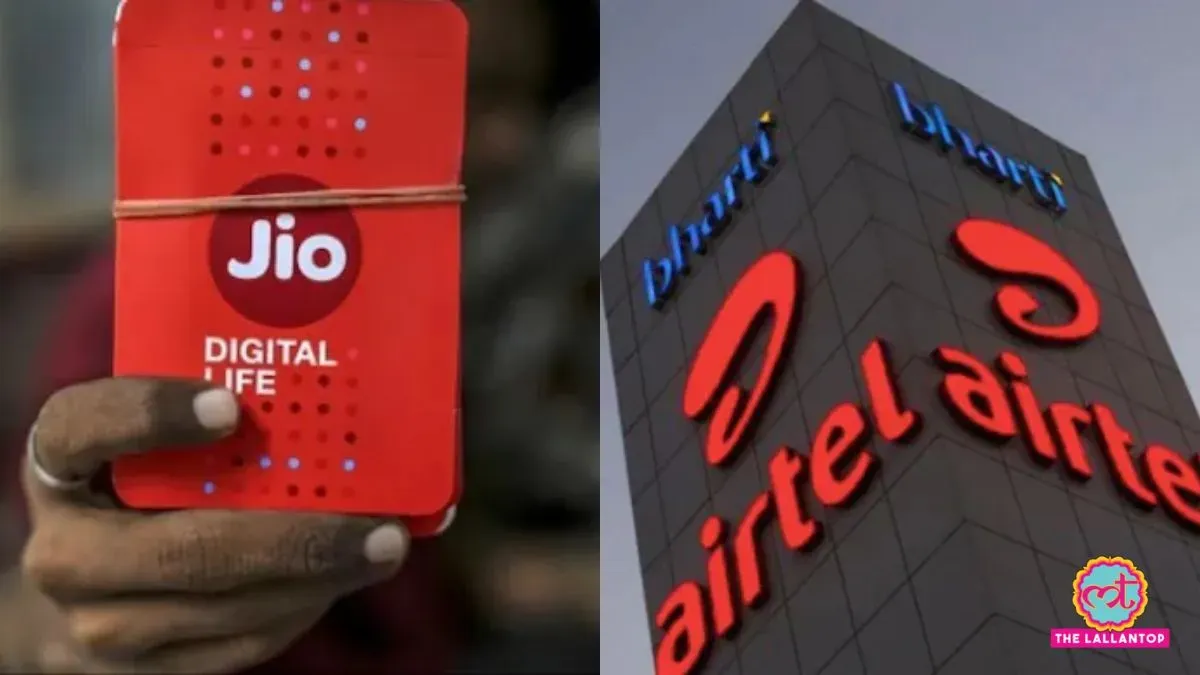 Jio
DIGITAL
LIFE
bharti
airtel
bharti
airtel
THE LALLANTOP